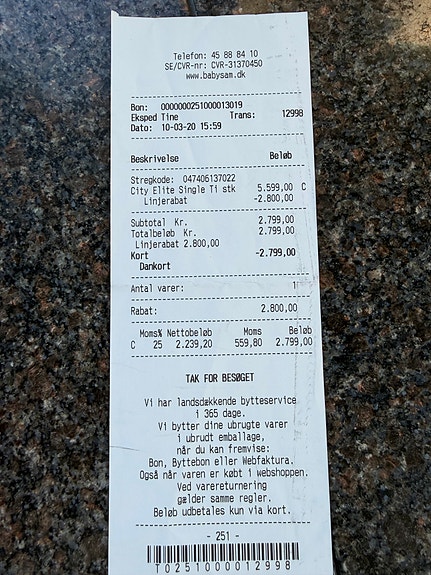 Telefon: 45 88 84 10
SE/CVR-nr: CVR-31370450
www.babysam.dk
Bon: 0000000251000013019
Eksped Tine Trans: 12998
Dato: 10-03-20 15:59
Beskrivelse Beløb
Stregkode: 047406137022
City Elite Single Ti stk 5.599,00 C
Linjerabat -2.800,00
Subtotal Kr. 2.799,00
Totalbeløb Kr. 2.799,00
Linjerabat 2.800,00
Kort -2.799,00
Dankort
Antal varer: 1
Rabat: 2.800,00
Moms% Nettobeløb Moms Beløb
C 25 2.239,20 559,80 2.799,00
TAK FOR BESØGET
Vi har landsdækkende bytteservice
i 365 dage.
Vi bytter dine ubrugte varer
i ubrudt emballage,
når du kan fremvise:
Bon, Byttebon eller Webfaktura.
Også når varen er købt i webshoppen.
Ved varereturnering
gælder samme regler.
Beløb udbetales kun via kort.
- 251 -
T0251000012998